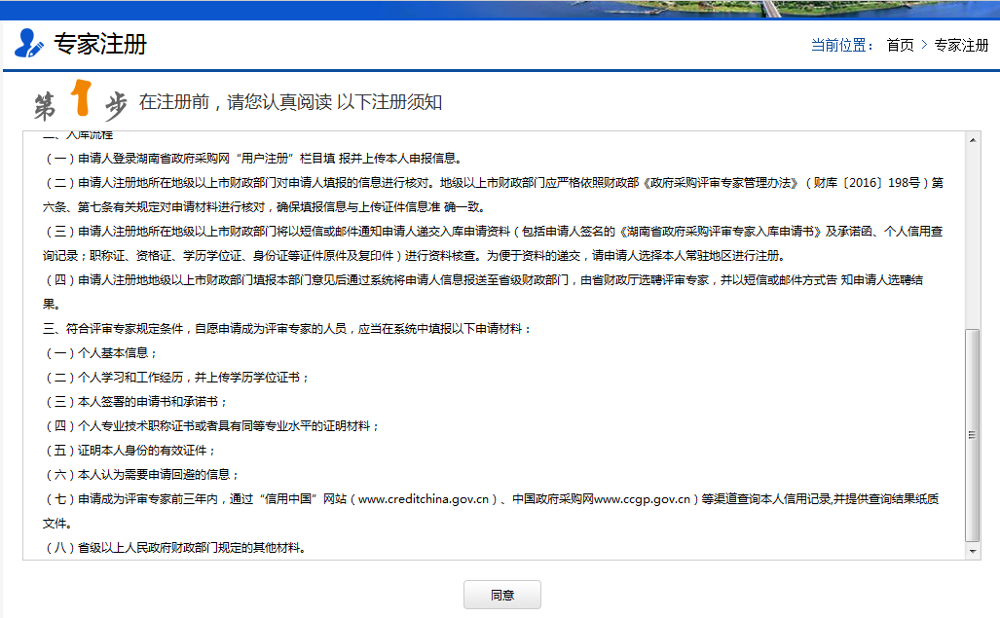 专家注册
当前位置： 首页 > 专家注册
第1步 在注册前，请您认真阅读 以下注册须知
二、入库流程
（一）申请人登录湖南省政府采购网“用户注册”栏目填 报并上传本人申报信息。
（二）申请人注册地所在地级以上市财政部门对申请人填报的信息进行核对。地级以上市财政部门应严格依照财政部《政府采购评审专家管理办法》（财库〔2016〕198号）第
六条、第七条有关规定对申请材料进行核对，确保填报信息与上传证件信息准 确一致。
（三）申请人注册地所在地级以上市财政部门将以短信或邮件通知申请人递交入库申请资料（包括申请人签名的《湖南省政府采购评审专家入库申请书》及承诺函、个人信用查
询记录；职称证、资格证、学历学位证、身份证等证件原件及复印件）进行资料核查。为便于资料的递交，请申请人选择本人常驻地区进行注册。
（四）申请人注册地地级以上市财政部门填报本部门意见后通过系统将申请人信息报送至省级财政部门，由省财政厅选聘评审专家，并以短信或邮件方式告 知申请人选聘结
果。
三、符合评审专家规定条件，自愿申请成为评审专家的人员，应当在系统中填报以下申请材料：
（一）个人基本信息；
（二）个人学习和工作经历，并上传学历学位证书；
（三）本人签署的申请书和承诺书；
（四）个人专业技术职称证书或者具有同等专业水平的证明材料；
（五）证明本人身份的有效证件；
（六）本人认为需要申请回避的信息；
（七）申请成为评审专家前三年内，通过“信用中国”网站（www.creditchina.gov.cn）、中国政府采购网www.ccgp.gov.cn）等渠道查询本人信用记录,并提供查询结果纸质
文件。
（八）省级以上人民政府财政部门规定的其他材料。
同意